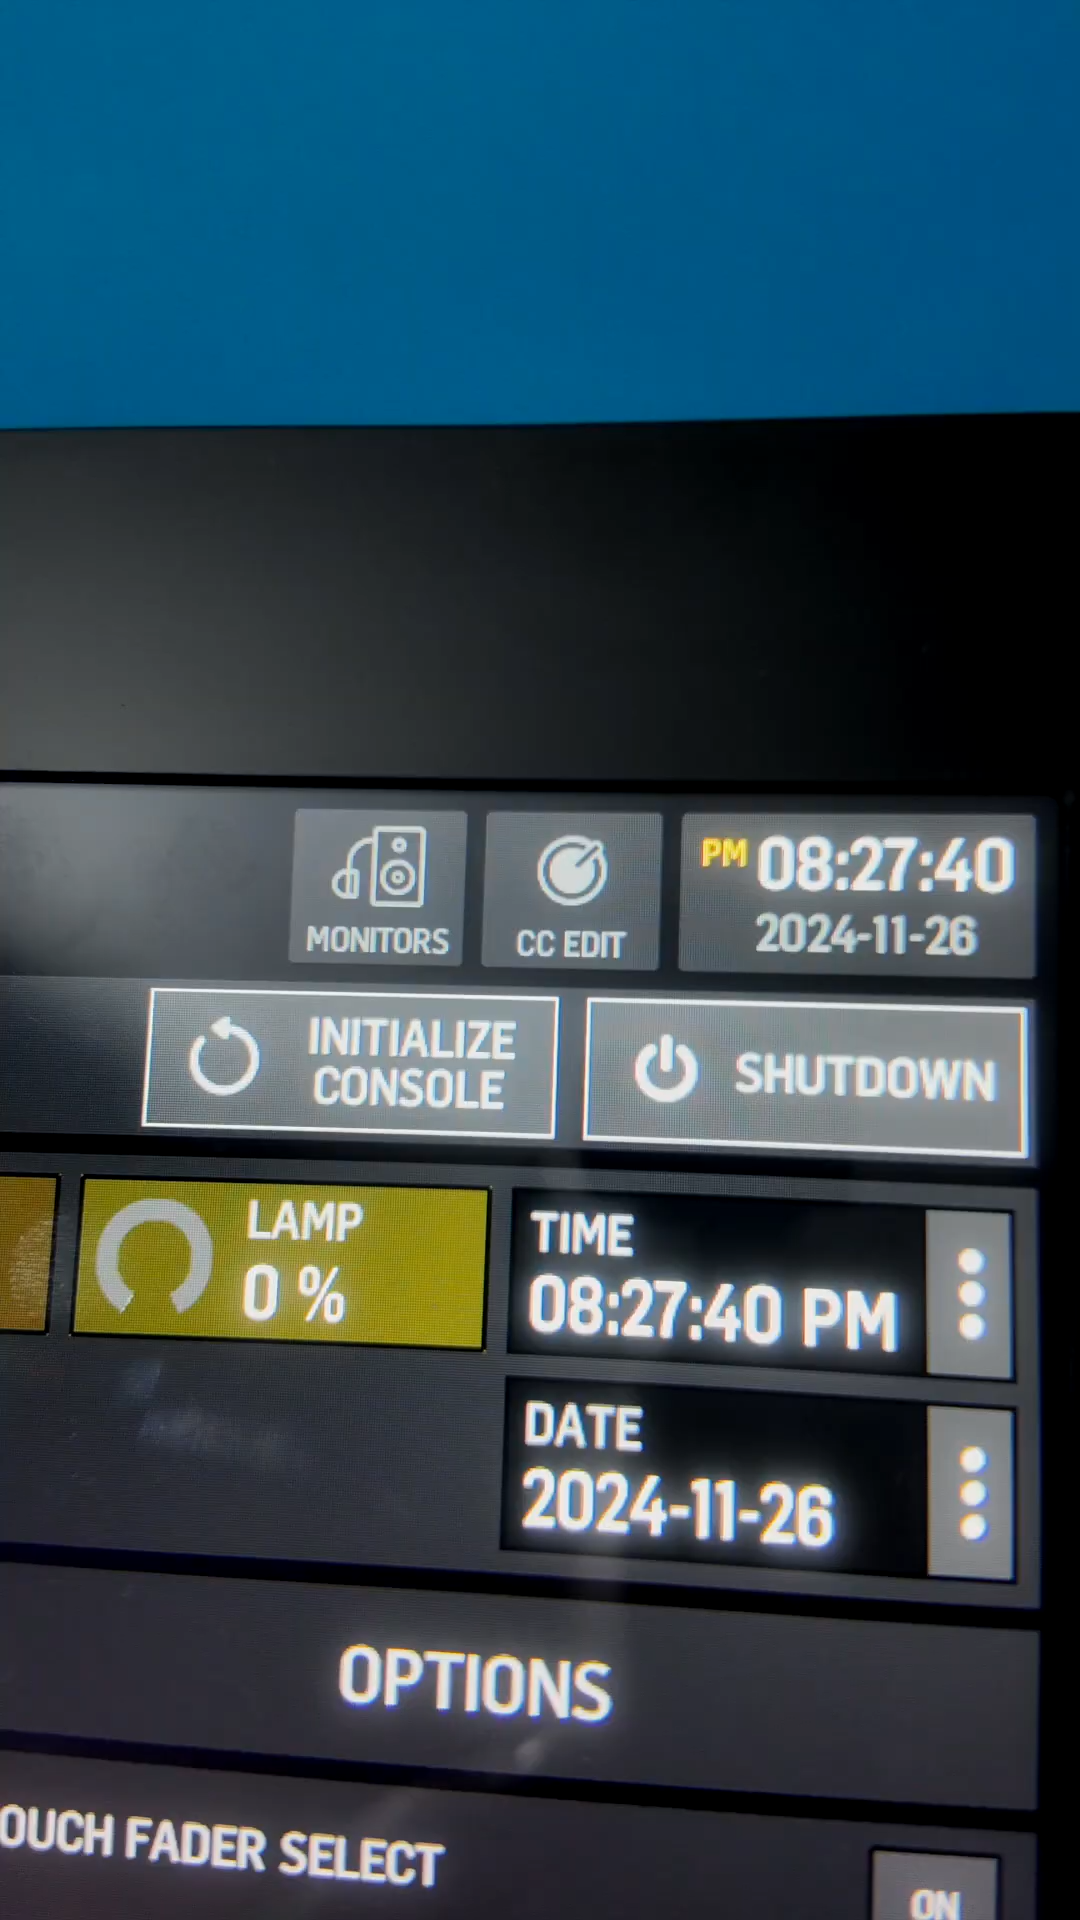 MONITORS
CC EDIT
PM 08:27:40
2024-11-26
INITIALIZE
CONSOLE
SHUTDOWN
LAMP
0 %
TIME
08:27:40 PM
DATE
2024-11-26
OPTIONS
OUCH FADER SELECT
ON